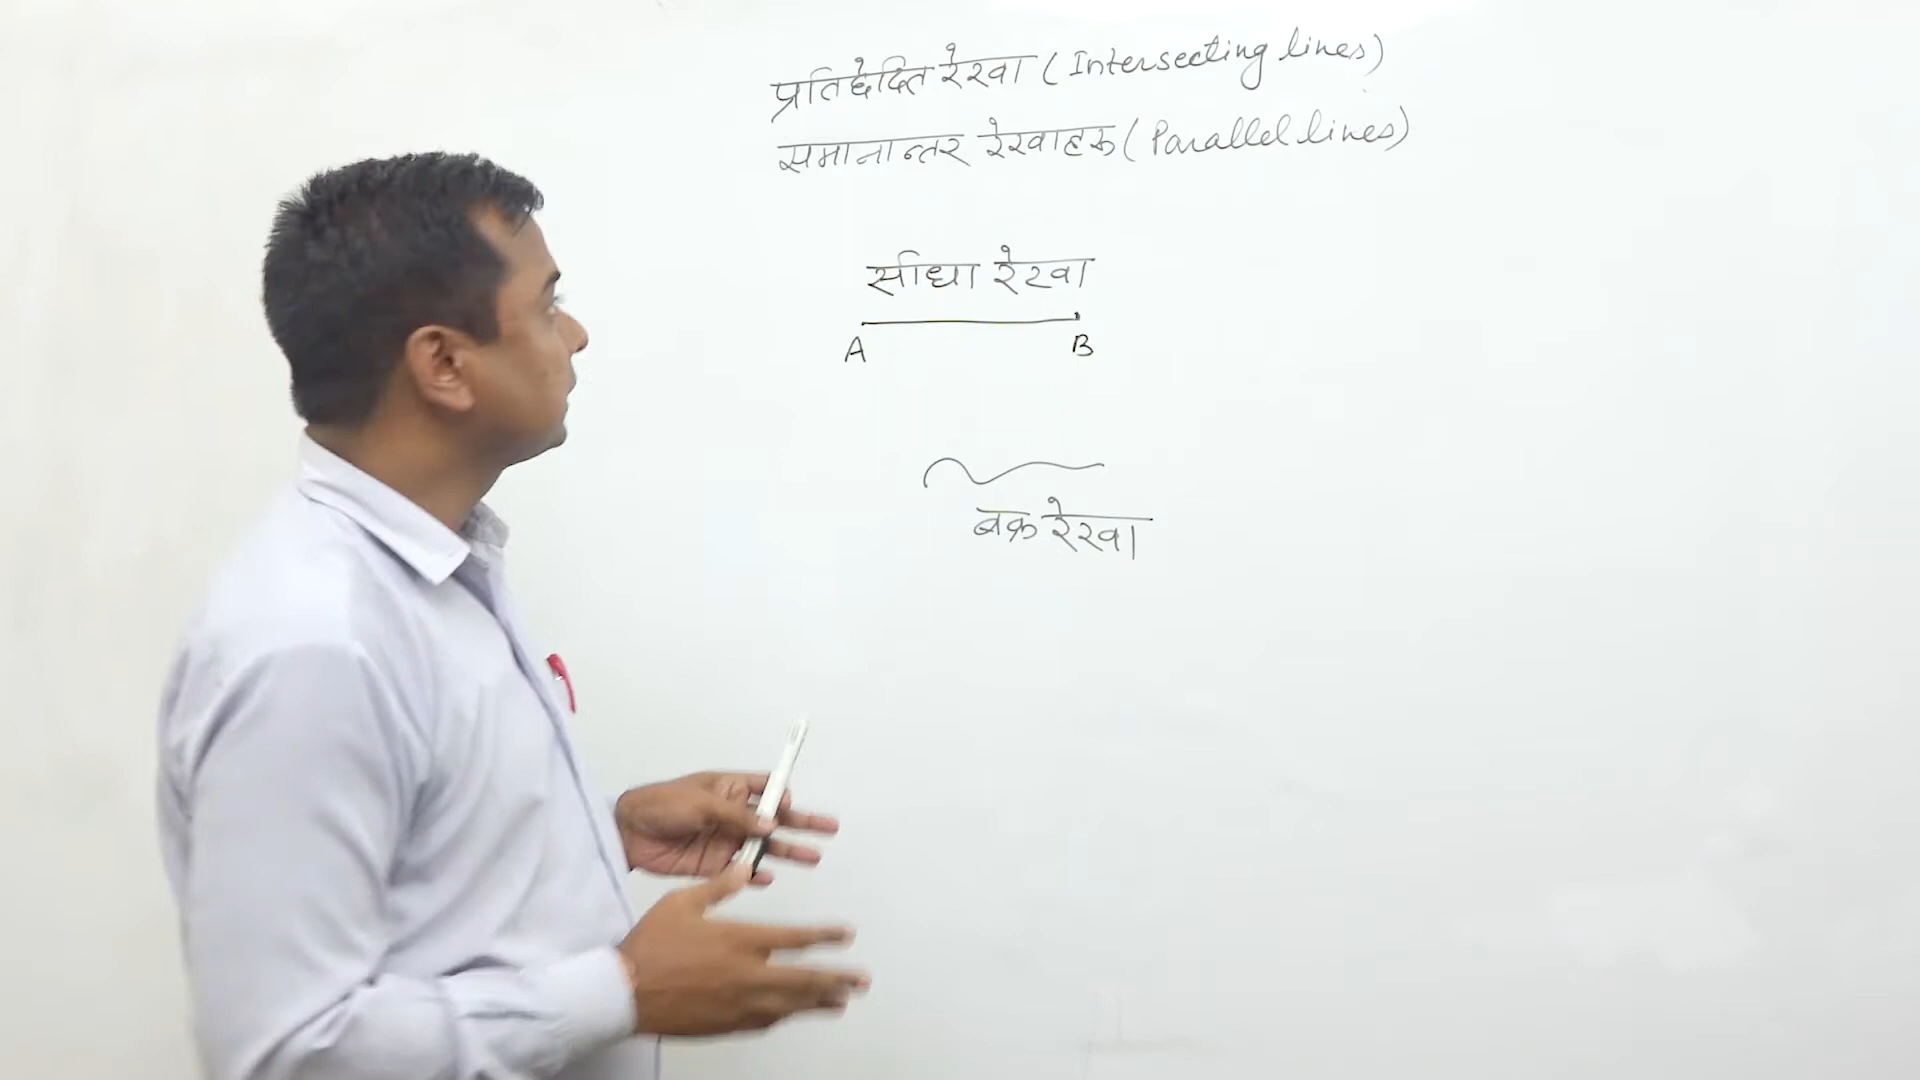 प्रतिछेदित रेखा (Intersecting lines)
समानान्तर रेखाहरू (Parallel lines)
सीधा रेखा
A B
बक्र रेखा